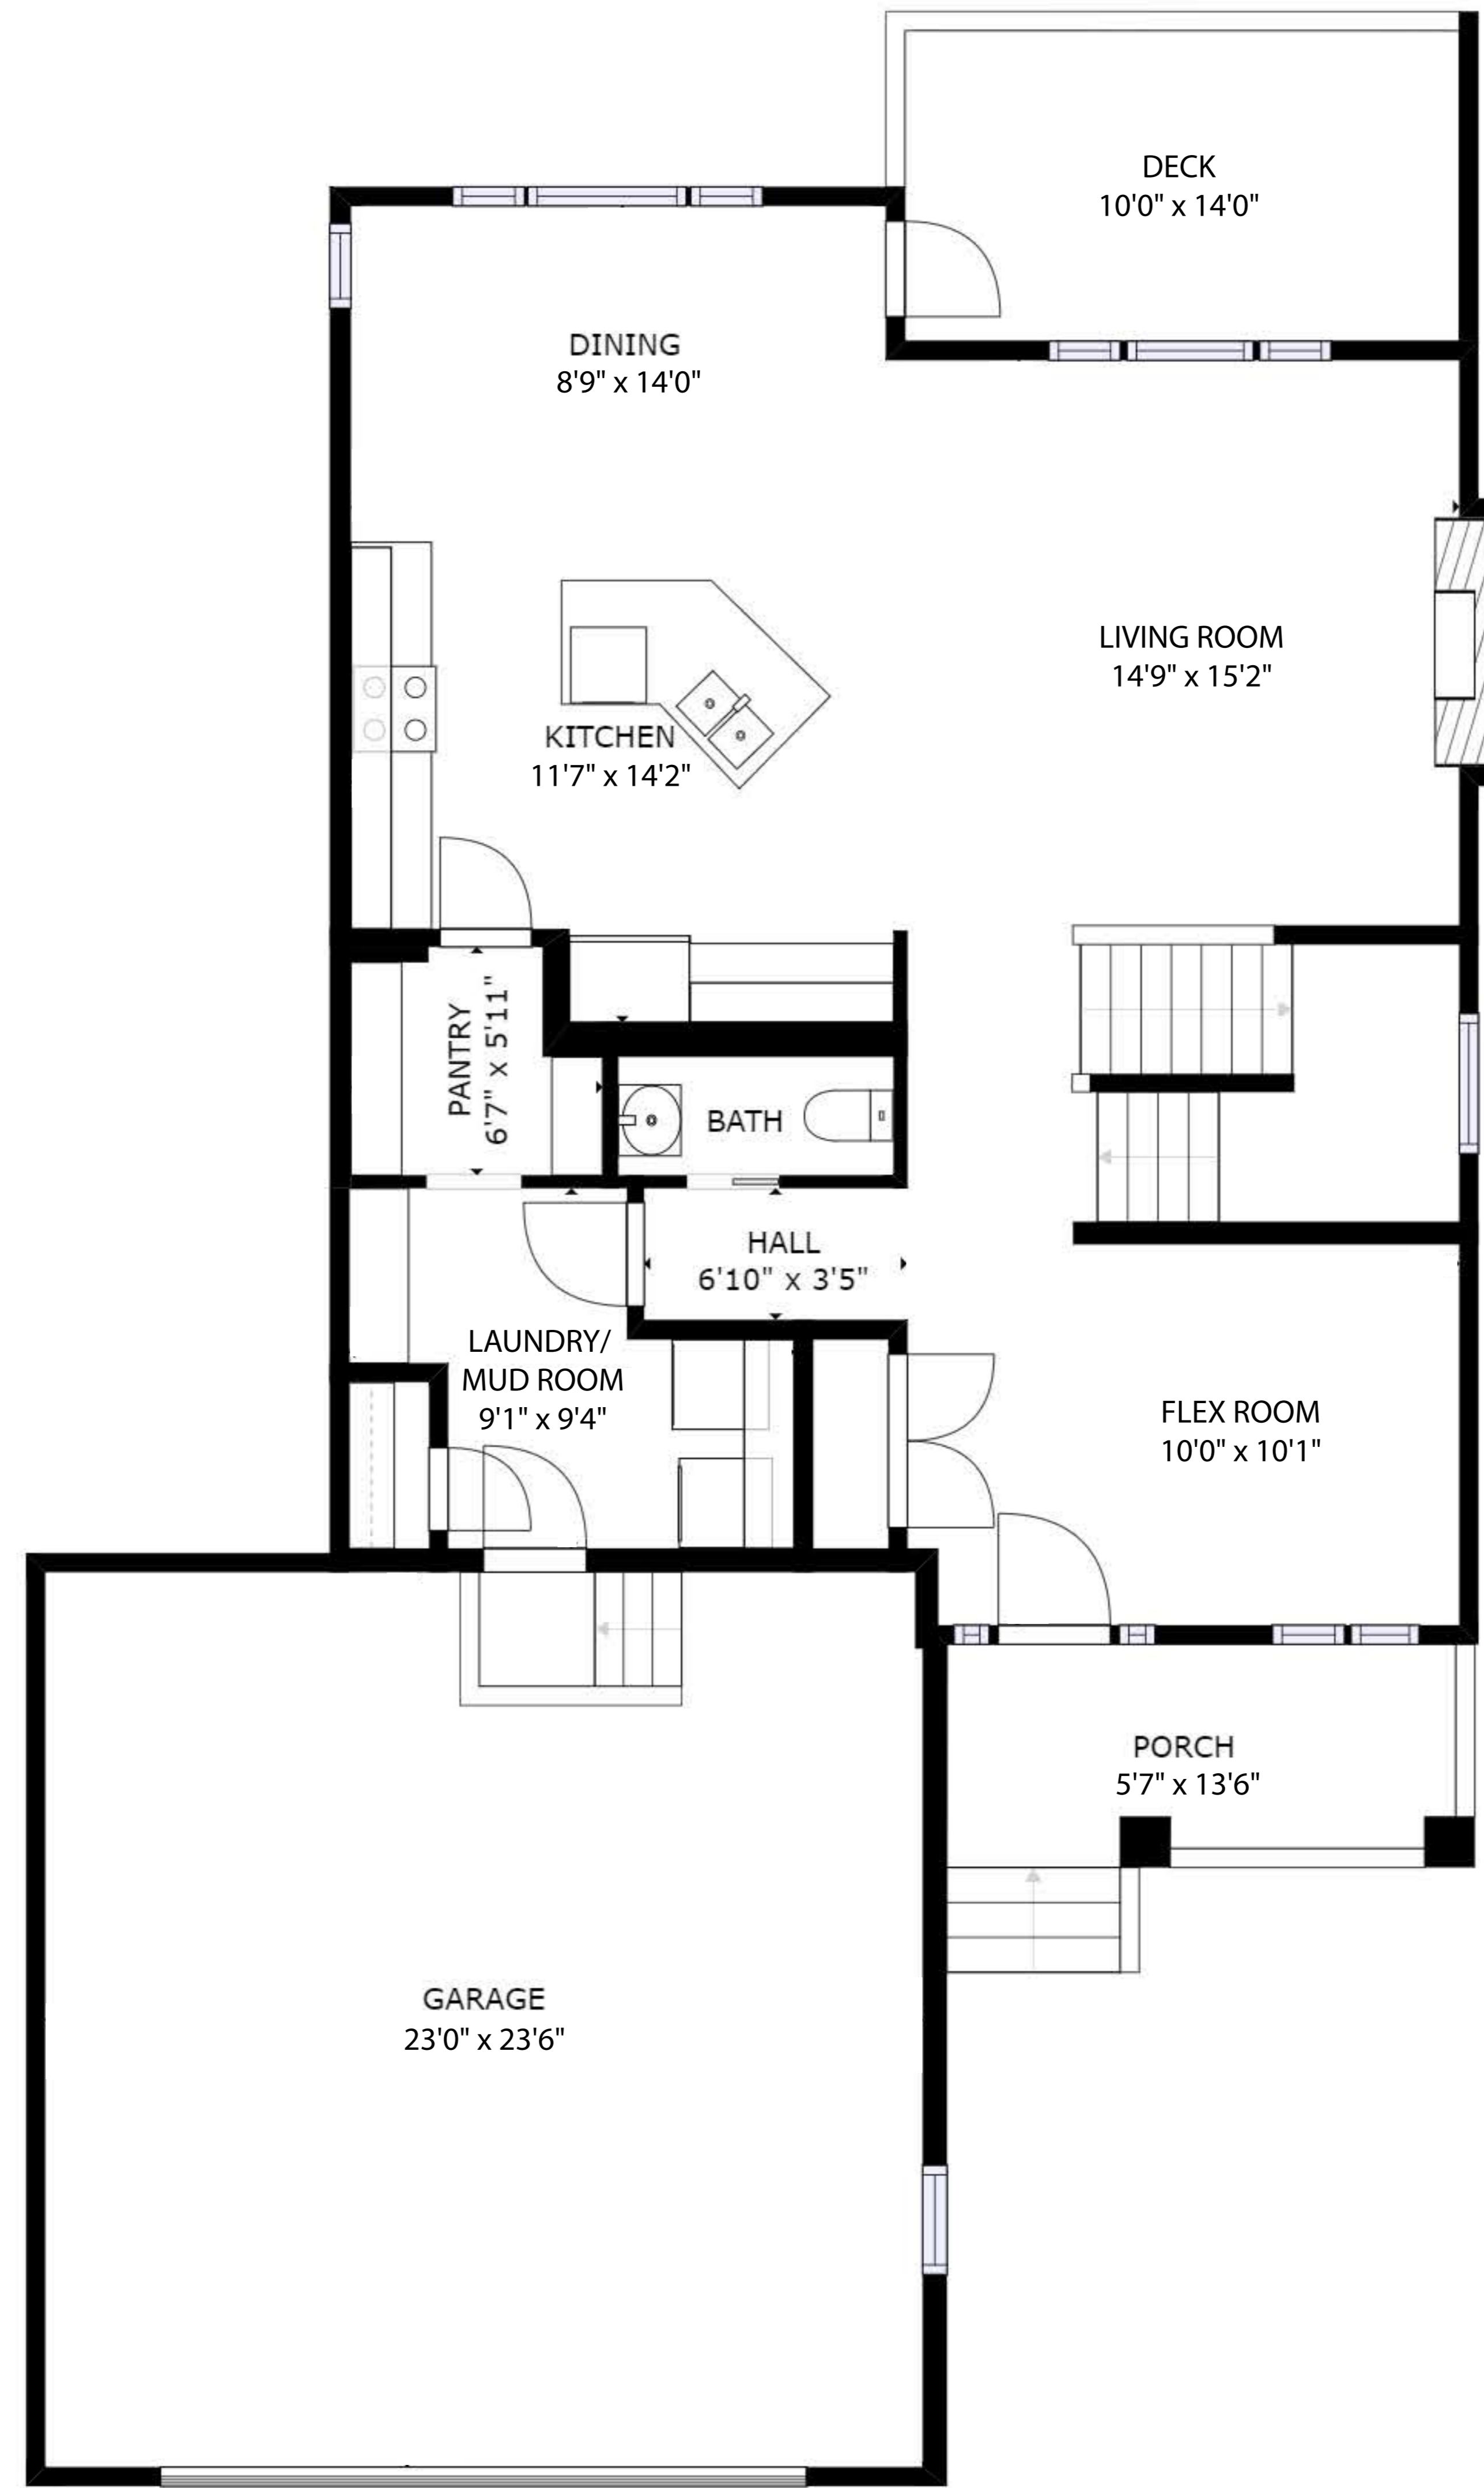 DECK
10'0" x 14'0"
DINING
8'9" x 14'0"
LIVING ROOM
14'9" x 15'2"
KITCHEN
11'7" x 14'2"
PANTRY
6'7" x 5'11"
BATH
HALL
6'10" x 3'5"
LAUNDRY/
MUD ROOM
9'1" x 9'4"
FLEX ROOM
10'0" x 10'1"
PORCH
5'7" x 13'6"
GARAGE
23'0" x 23'6"